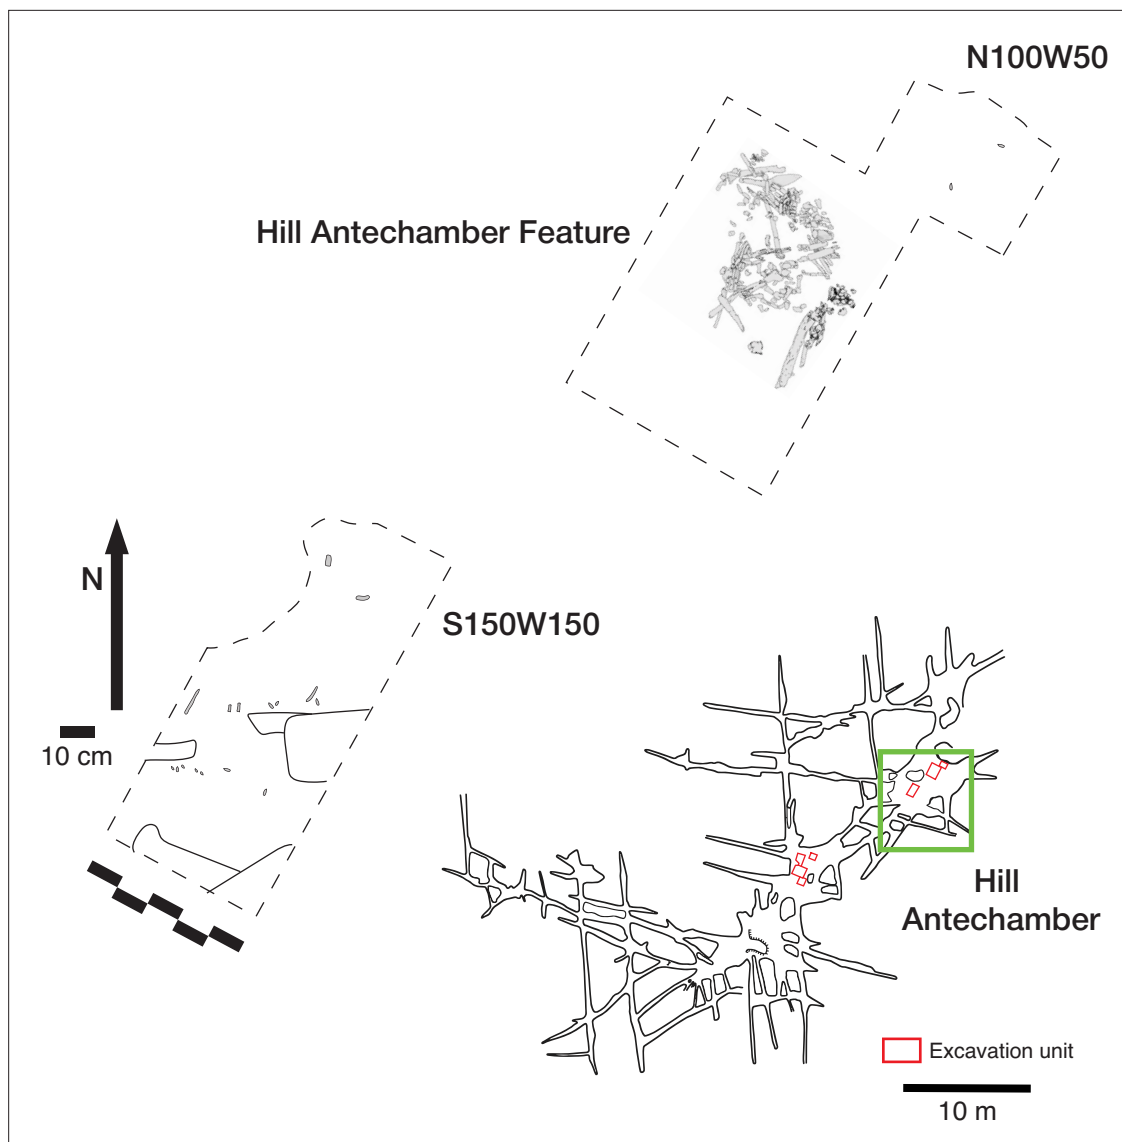 N100W50
Hill Antechamber Feature
N
S150W150
10 cm
Hill
Antechamber
Excavation unit
10 m